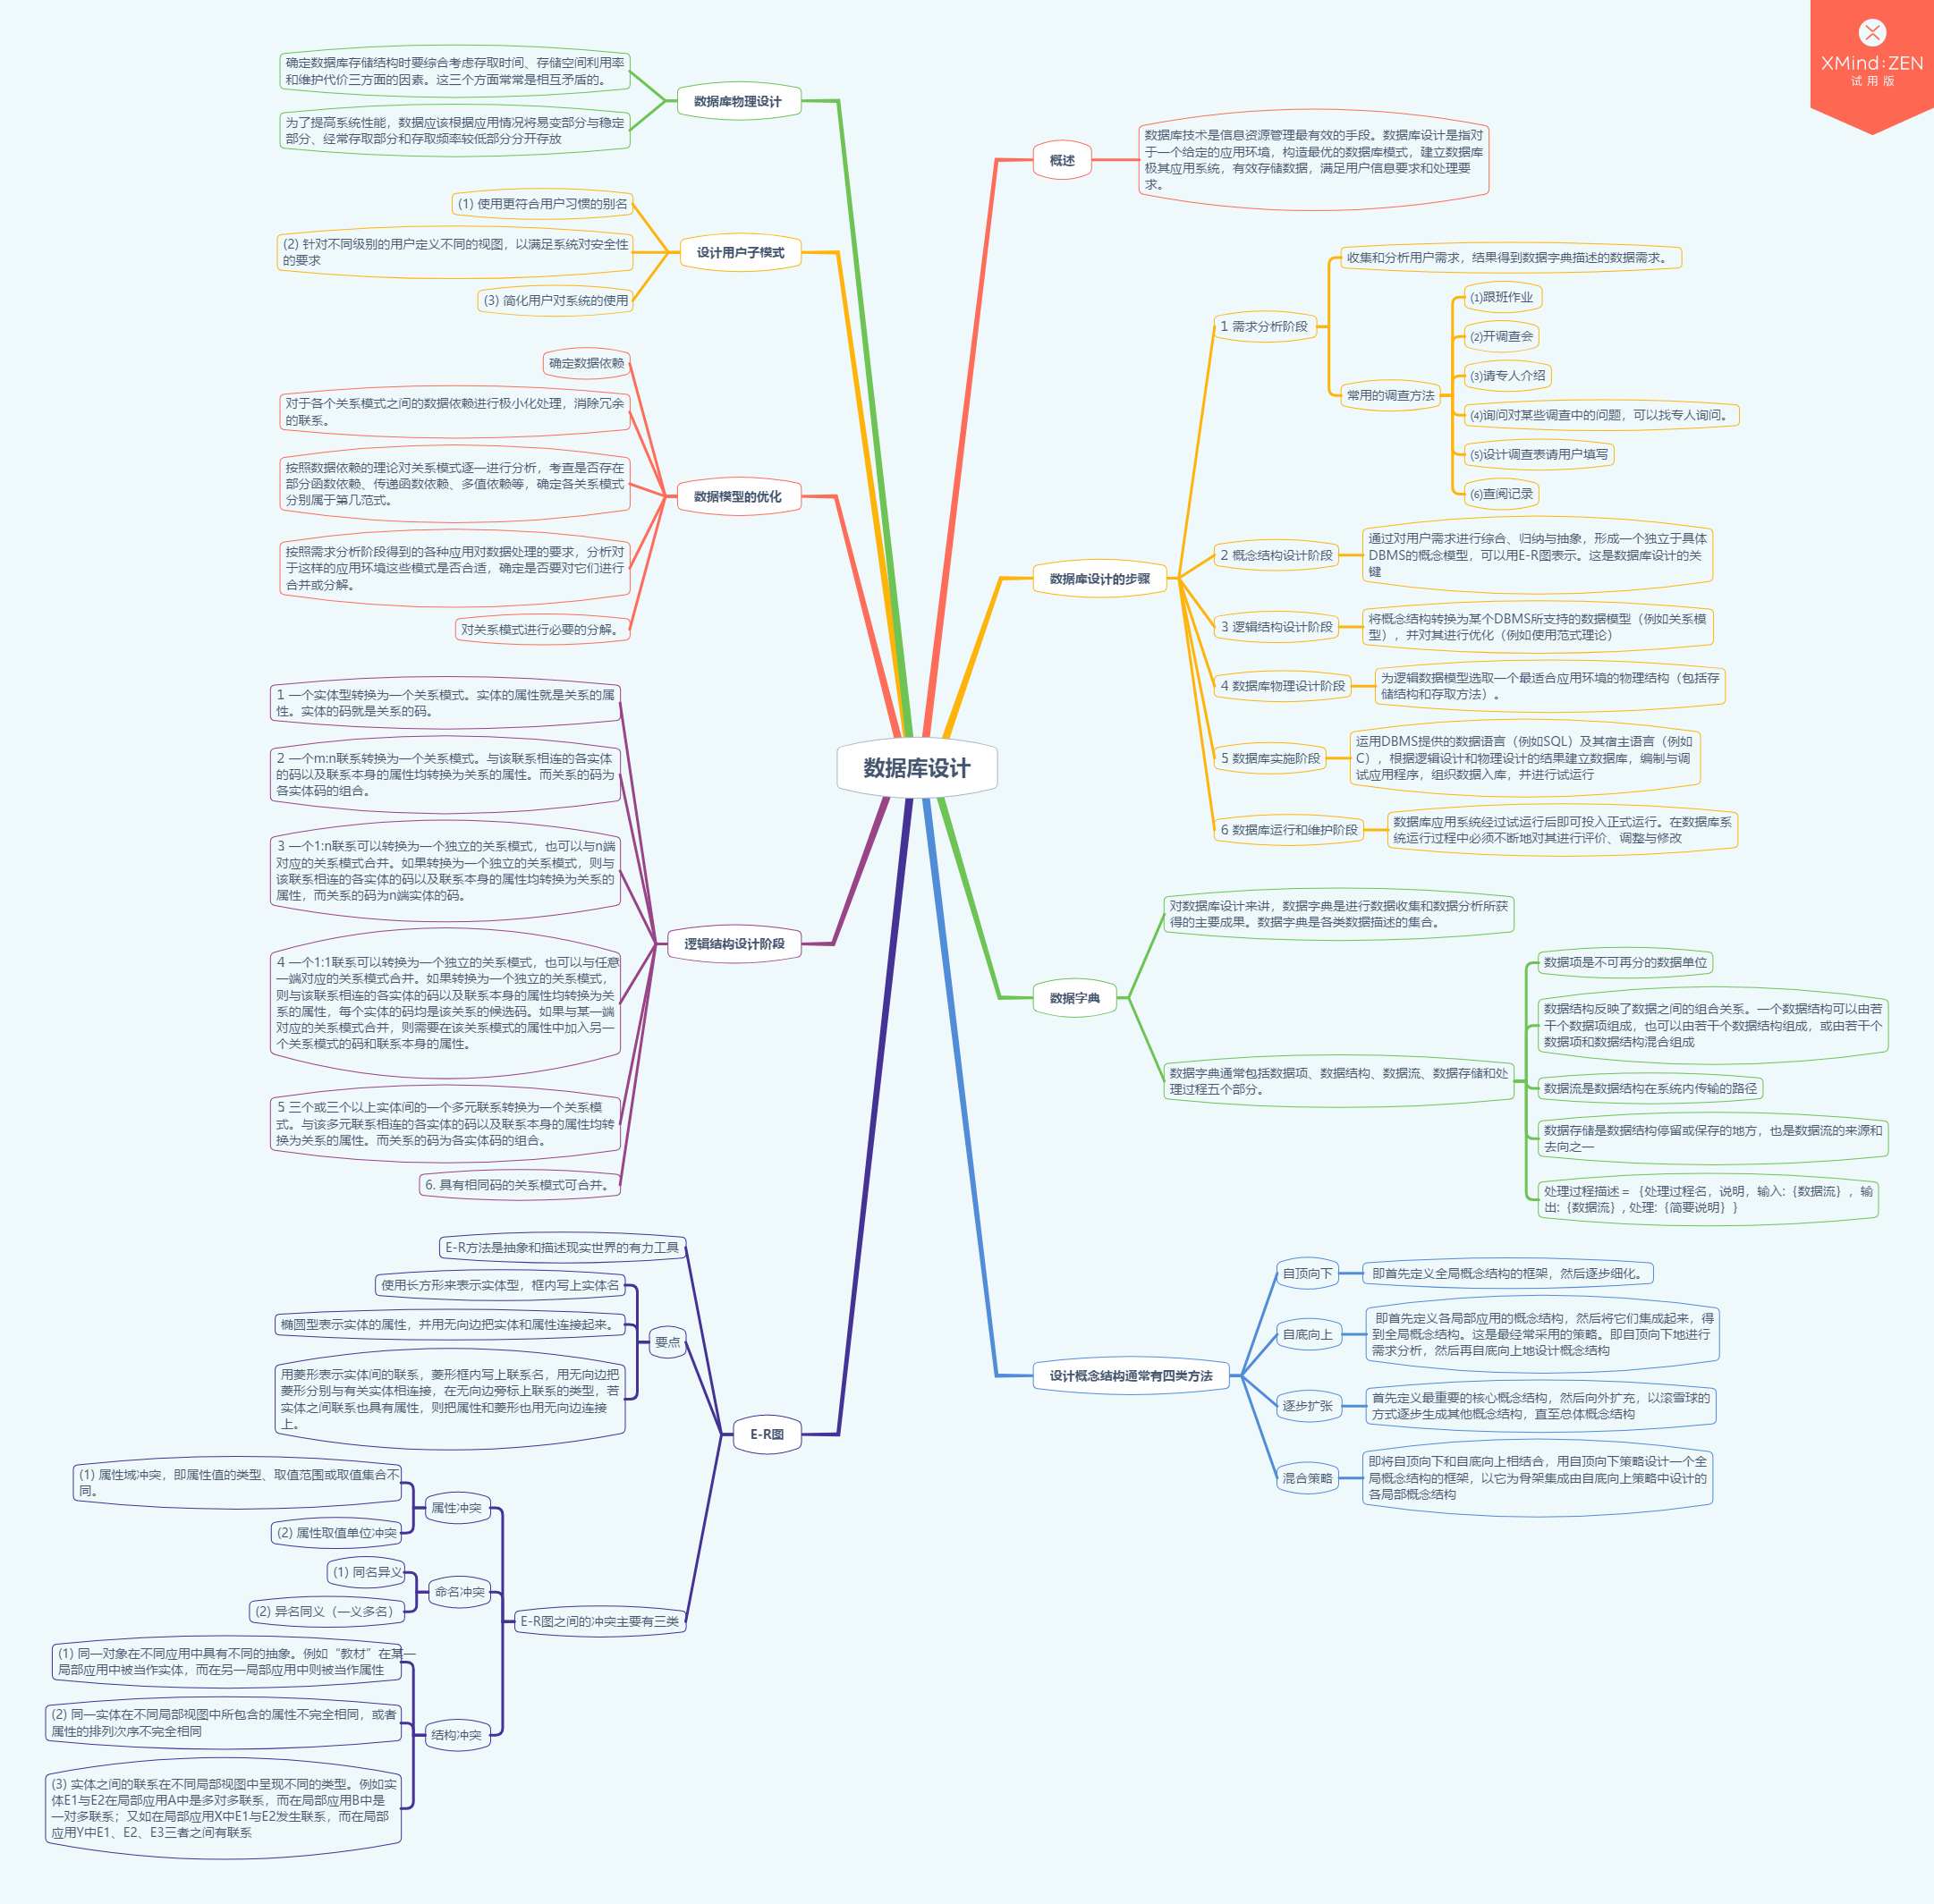 XMind:ZEN
试用版
数据库设计
概述
数据库技术是信息资源管理最有效的手段。数据库设计是指对
于一个给定的应用环境，构造最优的数据库模式，建立数据库
极其应用系统，有效存储数据，满足用户信息要求和处理要
求。
数据库设计的步骤
1 需求分析阶段
收集和分析用户需求，结果得到数据字典描述的数据需求。
常用的调查方法
⑴跟班作业
⑵开调查会
⑶请专人介绍
⑷询问对某些调查中的问题，可以找专人询问。
⑸设计调查表请用户填写
⑹查阅记录
2 概念结构设计阶段
通过对用户需求进行综合、归纳与抽象，形成一个独立于具体
DBMS的概念模型，可以用E-R图表示。这是数据库设计的关
键
3 逻辑结构设计阶段
将概念结构转换为某个DBMS所支持的数据模型（例如关系模
型），并对其进行优化（例如使用范式理论）
4 数据库物理设计阶段
为逻辑数据模型选取一个最适合应用环境的物理结构（包括存
储结构和存取方法）。
5 数据库实施阶段
运用DBMS提供的数据语言（例如SQL）及其宿主语言（例如
C），根据逻辑设计和物理设计的结果建立数据库，编制与调
试应用程序，组织数据入库，并进行试运行
6 数据库运行和维护阶段
数据库应用系统经过试运行后即可投入正式运行。在数据库系
统运行过程中必须不断地对其进行评价、调整与修改
数据字典
对数据库设计来讲，数据字典是进行数据收集和数据分析所获
得的主要成果。数据字典是各类数据描述的集合。
数据字典通常包括数据项、数据结构、数据流、数据存储和处
理过程五个部分。
数据项是不可再分的数据单位
数据结构反映了数据之间的组合关系。一个数据结构可以由若
干个数据项组成，也可以由若干个数据结构组成，或由若干个
数据项和数据结构混合组成
数据流是数据结构在系统内传输的路径
数据存储是数据结构停留或保存的地方，也是数据流的来源和
去向之一
处理过程描述＝｛处理过程名，说明，输入:｛数据流｝，输
出:｛数据流｝, 处理:｛简要说明｝｝
设计概念结构通常有四类方法
自顶向下
即首先定义全局概念结构的框架，然后逐步细化。
自底向上
即首先定义各局部应用的概念结构，然后将它们集成起来，得
到全局概念结构。这是最经常采用的策略。即自顶向下地进行
需求分析，然后再自底向上地设计概念结构
逐步扩张
首先定义最重要的核心概念结构，然后向外扩充，以滚雪球的
方式逐步生成其他概念结构，直至总体概念结构
混合策略
即将自顶向下和自底向上相结合，用自顶向下策略设计一个全
局概念结构的框架，以它为骨架集成由自底向上策略中设计的
各局部概念结构
数据库物理设计
确定数据库存储结构时要综合考虑存取时间、存储空间利用率
和维护代价三方面的因素。这三个方面常常是相互矛盾的。
为了提高系统性能，数据应该根据应用情况将易变部分与稳定
部分、经常存取部分和存取频率较低部分分开存放
设计用户子模式
(1) 使用更符合用户习惯的别名
(2) 针对不同级别的用户定义不同的视图，以满足系统对安全性
的要求
(3) 简化用户对系统的使用
数据模型的优化
确定数据依赖
对于各个关系模式之间的数据依赖进行极小化处理，消除冗余
的联系。
按照数据依赖的理论对关系模式逐一进行分析，考查是否存在
部分函数依赖、传递函数依赖、多值依赖等，确定各关系模式
分别属于第几范式。
按照需求分析阶段得到的各种应用对数据处理的要求，分析对
于这样的应用环境这些模式是否合适，确定是否要对它们进行
合并或分解。
对关系模式进行必要的分解。
逻辑结构设计阶段
1 一个实体型转换为一个关系模式。实体的属性就是关系的属
性。实体的码就是关系的码。
2 一个m:n联系转换为一个关系模式。与该联系相连的各实体
的码以及联系本身的属性均转换为关系的属性。而关系的码为
各实体码的组合。
3 一个1:n联系可以转换为一个独立的关系模式，也可以与n端
对应的关系模式合并。如果转换为一个独立的关系模式，则与
该联系相连的各实体的码以及联系本身的属性均转换为关系的
属性，而关系的码为n端实体的码。
4 一个1:1联系可以转换为一个独立的关系模式，也可以与任意
一端对应的关系模式合并。如果转换为一个独立的关系模式，
则与该联系相连的各实体的码以及联系本身的属性均转换为关
系的属性，每个实体的码均是该关系的候选码。如果与某一端
对应的关系模式合并，则需要在该关系模式的属性中加入另一
个关系模式的码和联系本身的属性。
5 三个或三个以上实体间的一个多元联系转换为一个关系模
式。与该多元联系相连的各实体的码以及联系本身的属性均转
换为关系的属性。而关系的码为各实体码的组合。
6. 具有相同码的关系模式可合并。
E-R图
E-R方法是抽象和描述现实世界的有力工具
要点
使用长方形来表示实体型，框内写上实体名
椭圆型表示实体的属性，并用无向边把实体和属性连接起来。
用菱形表示实体间的联系，菱形框内写上联系名，用无向边把
菱形分别与有关实体相连接，在无向边旁标上联系的类型，若
实体之间联系也具有属性，则把属性和菱形也用无向边连接
上。
E-R图之间的冲突主要有三类
属性冲突
(1) 属性域冲突，即属性值的类型、取值范围或取值集合不
同。
(2) 属性取值单位冲突
命名冲突
(1) 同名异义
(2) 异名同义（一义多名）
结构冲突
(1) 同一对象在不同应用中具有不同的抽象。例如“教材”在某一
局部应用中被当作实体，而在另一局部应用中则被当作属性
(2) 同一实体在不同局部视图中所包含的属性不完全相同，或者
属性的排列次序不完全相同
(3) 实体之间的联系在不同局部视图中呈现不同的类型。例如实
体E1与E2在局部应用A中是多对多联系，而在局部应用B中是
一对多联系；又如在局部应用X中E1与E2发生联系，而在局部
应用Y中E1、E2、E3三者之间有联系